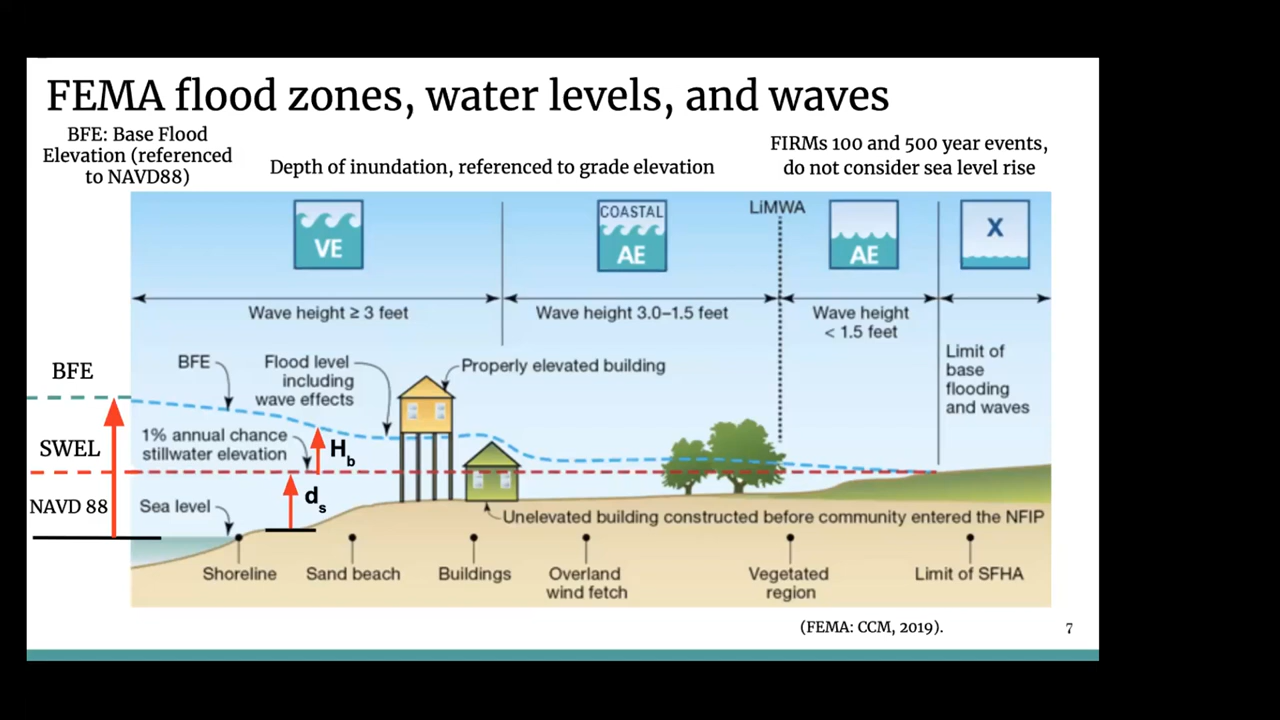 FEMA flood zones, water levels, and waves
BFE: Base Flood
Elevation (referenced
to NAVD88)
Depth of inundation, referenced to grade elevation
FIRMs 100 and 500 year events,
do not consider sea level rise
VE
COASTAL
AE
LiMWA
AE
X
Wave height ≥ 3 feet
Wave height 3.0–1.5 feet
Wave height
< 1.5 feet
Limit of
base
flooding
and waves
BFE
BFE
Flood level
including
wave effects
Properly elevated building
SWEL
1% annual chance
stillwater elevation
Hb
NAVD 88
Sea level
ds
Unelevated building constructed before community entered the NFIP
Shoreline
Sand beach
Buildings
Overland
wind fetch
Vegetated
region
Limit of SFHA
(FEMA: CCM, 2019).
7